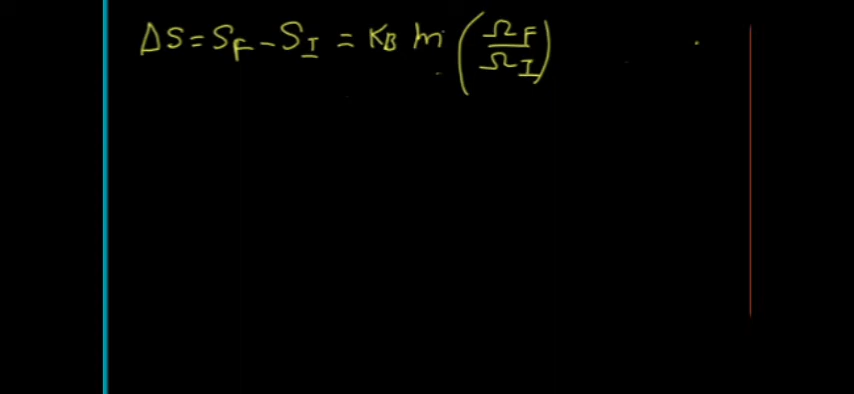 ΔS = S_F - S_I = K_B ln (Ω_F / Ω_I)